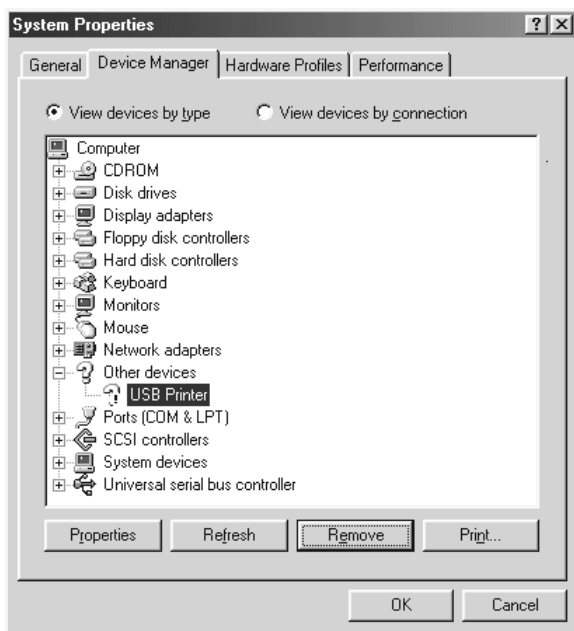 System Properties
General Device Manager Hardware Profiles Performance
View devices by type View devices by connection
Computer
CDROM
Disk drives
Display adapters
Floppy disk controllers
Hard disk controllers
Keyboard
Monitors
Mouse
Network adapters
Other devices
USB Printer
Ports (COM & LPT)
SCSI controllers
System devices
Universal serial bus controller
Properties Refresh Remove Print...
OK Cancel